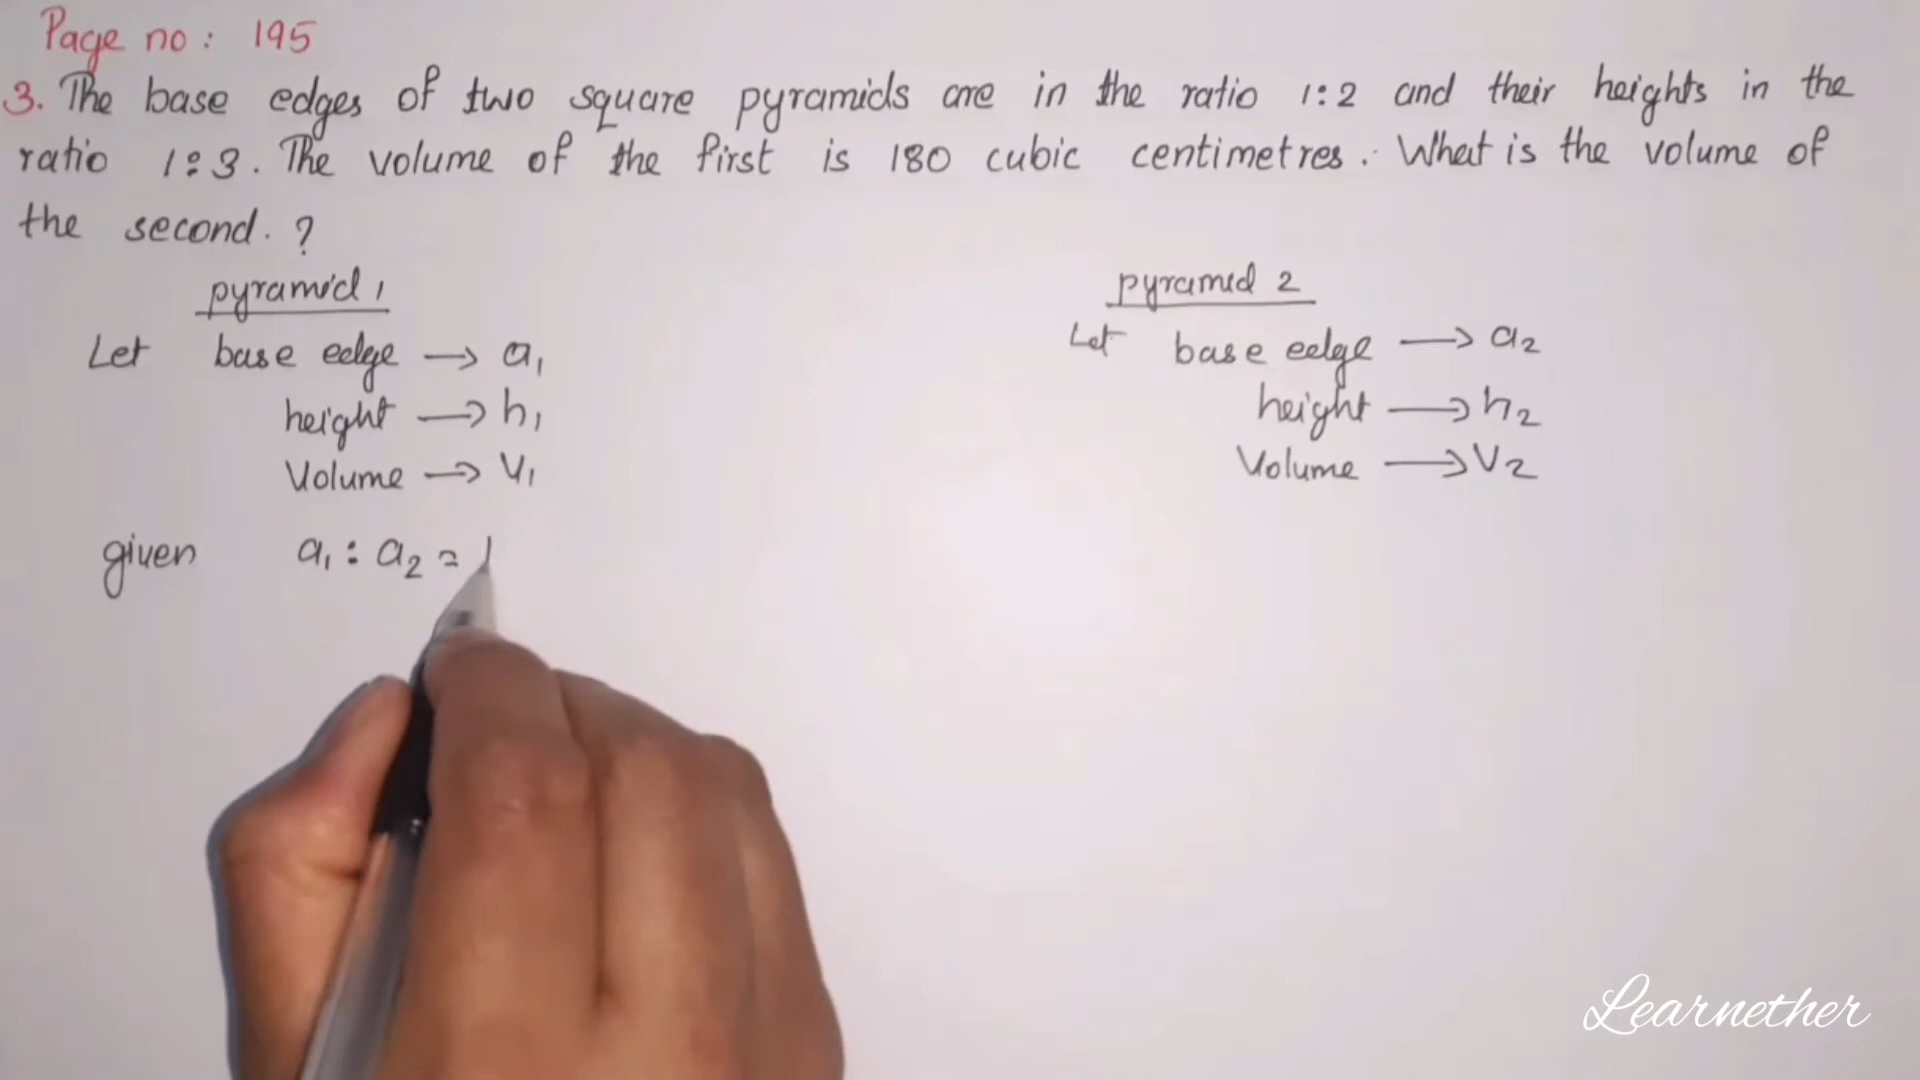 Page no: 195
3. The base edges of two square pyramids are in the ratio 1:2 and their heights in the
ratio 1:3. The volume of the first is 180 cubic centimetres. What is the volume of
the second. ?
pyramid 1
Let base edge → a₁
height → h₁
Volume → V₁
pyramid 2
Let base edge → a₂
height → h₂
Volume → V₂
given a₁ : a₂ = 1
Learnether